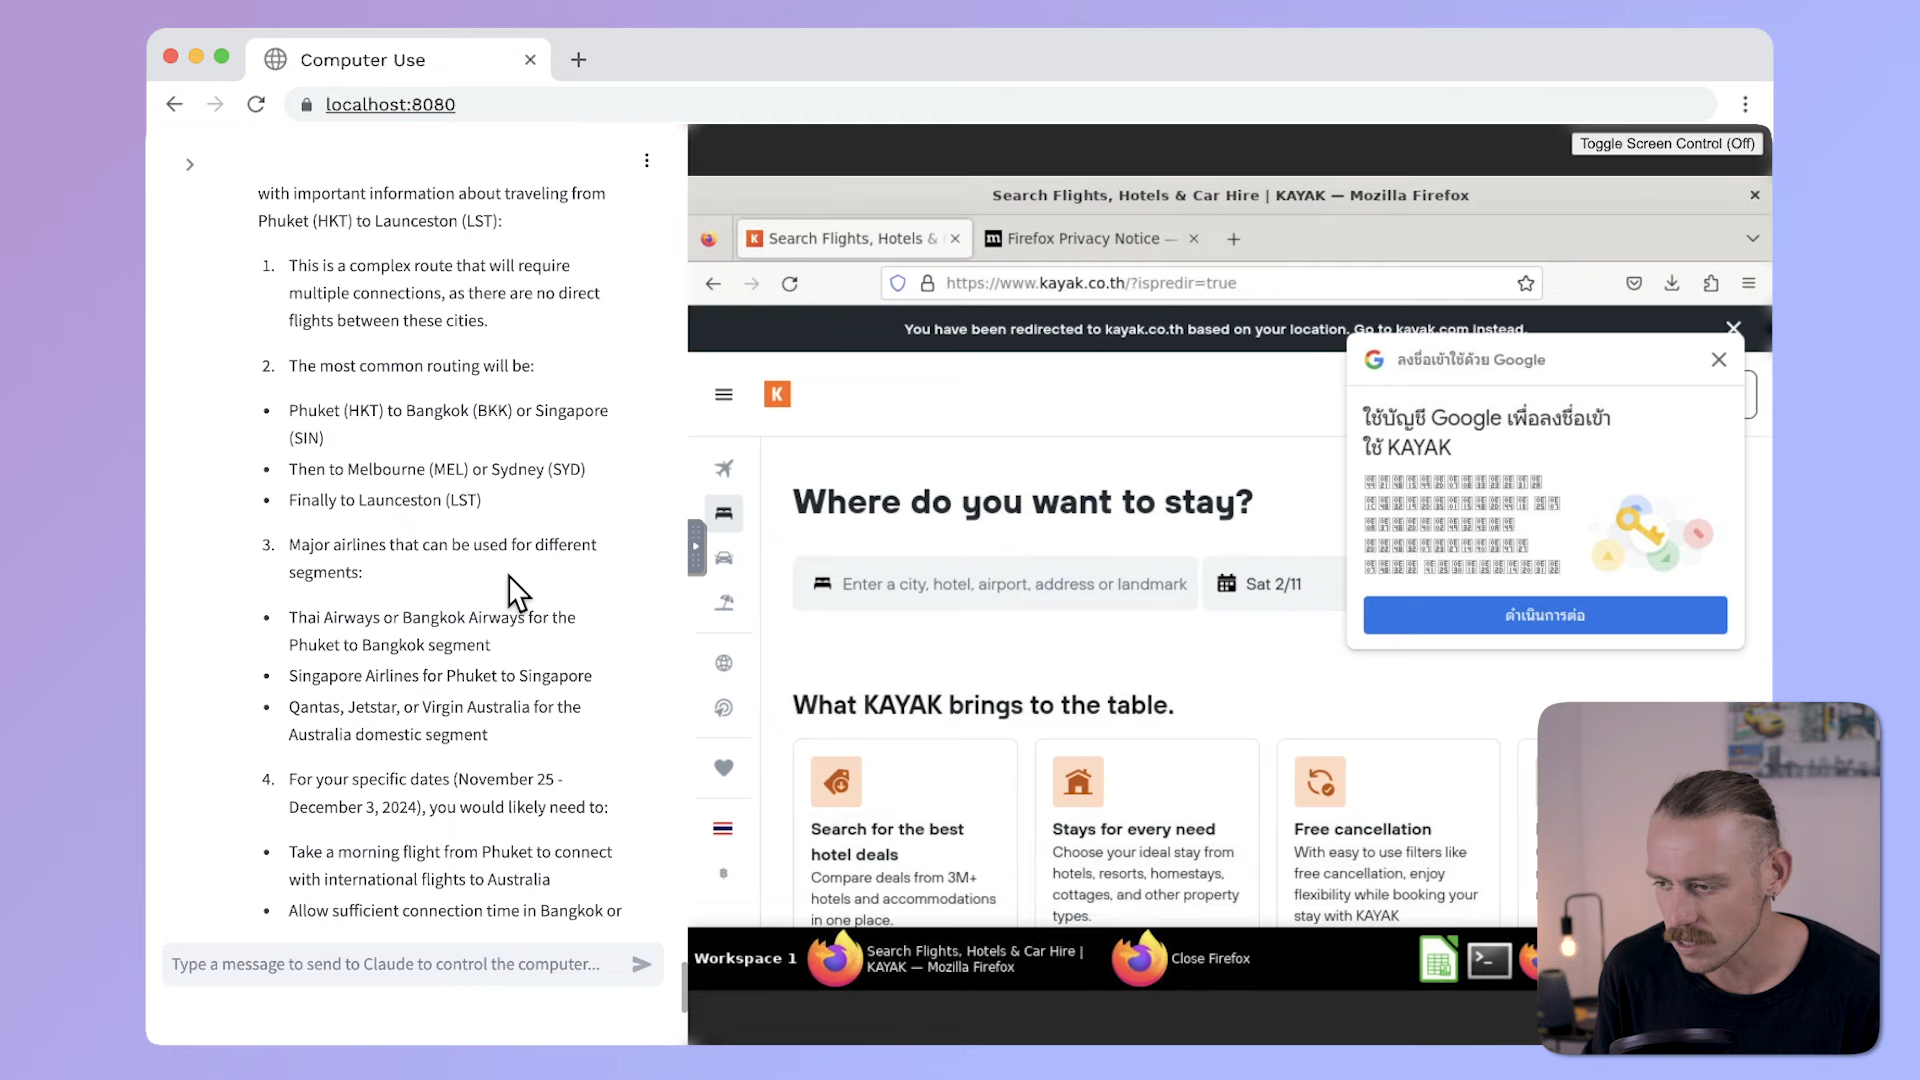 Computer Use
localhost:8080
with important information about traveling from
Phuket (HKT) to Launceston (LST):
1. This is a complex route that will require
multiple connections, as there are no direct
flights between these cities.
2. The most common routing will be:
• Phuket (HKT) to Bangkok (BKK) or Singapore
(SIN)
• Then to Melbourne (MEL) or Sydney (SYD)
• Finally to Launceston (LST)
3. Major airlines that can be used for different
segments:
• Thai Airways or Bangkok Airways for the
Phuket to Bangkok segment
• Singapore Airlines for Phuket to Singapore
• Qantas, Jetstar, or Virgin Australia for the
Australia domestic segment
4. For your specific dates (November 25 -
December 3, 2024), you would likely need to:
• Take a morning flight from Phuket to connect
with international flights to Australia
• Allow sufficient connection time in Bangkok or
Type a message to send to Claude to control the computer...
Toggle Screen Control (Off)
Search Flights, Hotels & Car Hire | KAYAK — Mozilla Firefox
Search Flights, Hotels &
Firefox Privacy Notice —
https://www.kayak.co.th/?ispredir=true
You have been redirected to kayak.co.th based on your location. Go to kayak.com instead.
K
ลงชื่อเข้าใช้ด้วย Google
ใช้บัญชี Google เพื่อลงชื่อเข้า
ใช้ KAYAK
ดำเนินการต่อ
Where do you want to stay?
Enter a city, hotel, airport, address or landmark
Sat 2/11
What KAYAK brings to the table.
Search for the best
hotel deals
Compare deals from 3M+
hotels and accommodations
in one place.
Stays for every need
Choose your ideal stay from
hotels, resorts, homestays,
cottages, and other property
types.
Free cancellation
With easy to use filters like
free cancellation, enjoy
flexibility while booking your
stay with KAYAK
฿
Workspace 1
Search Flights, Hotels & Car Hire |
KAYAK — Mozilla Firefox
Close Firefox